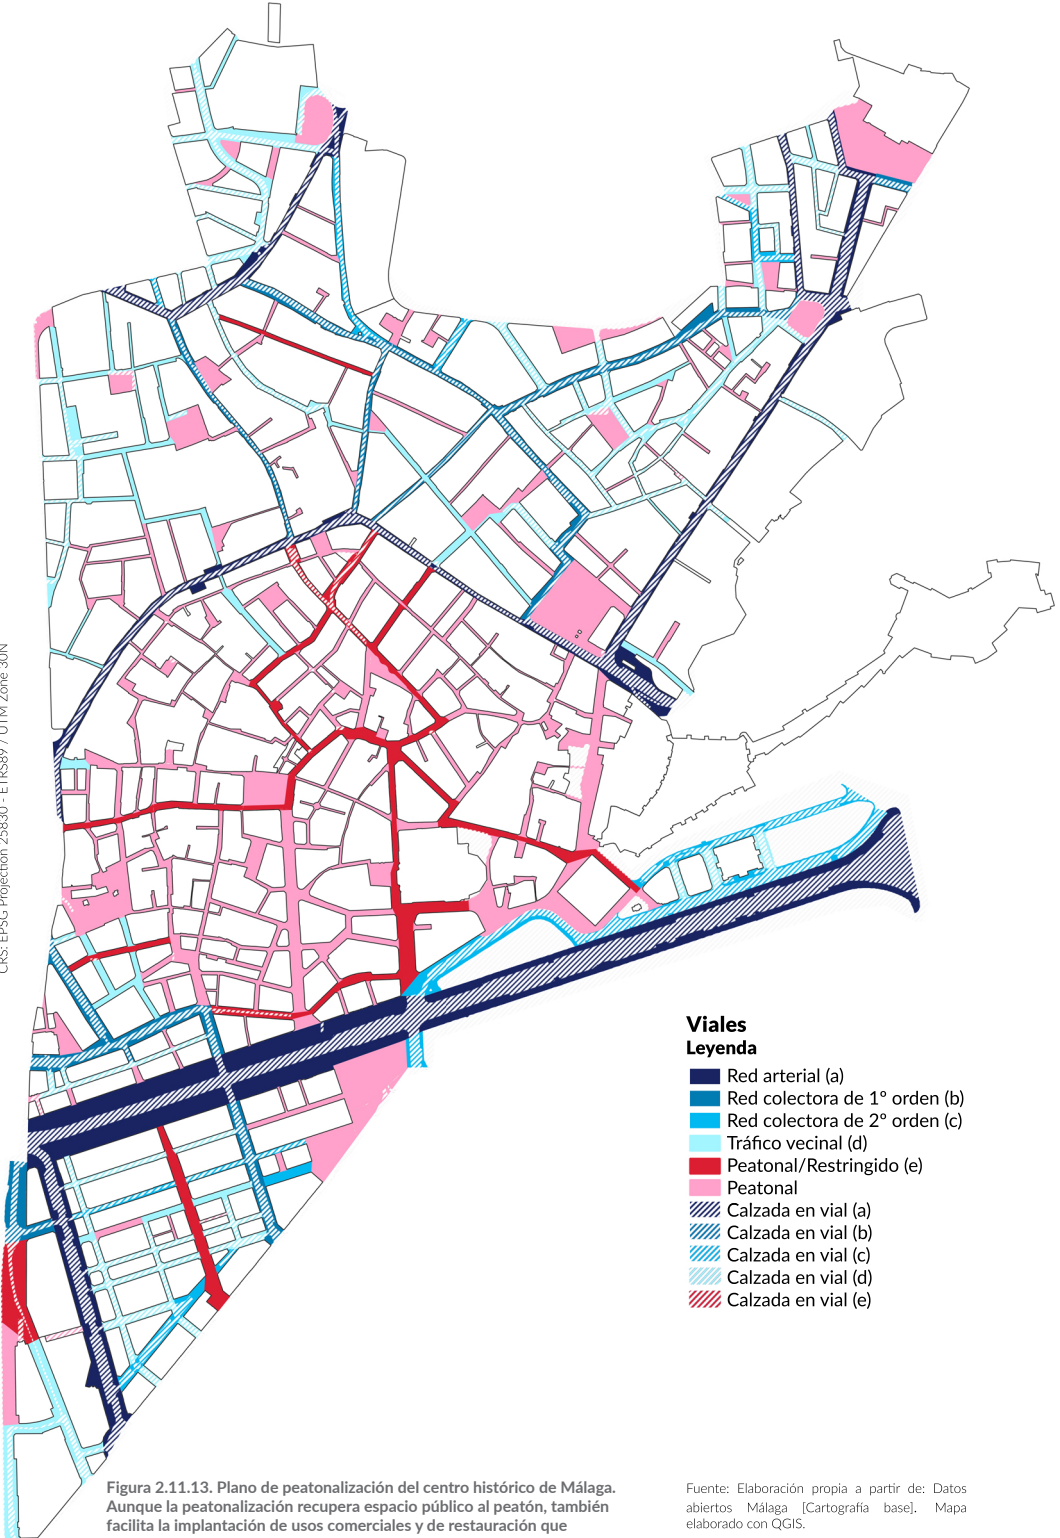 CRS: EPSG Projection 25830 - ETRS89 / UTM Zone 30N
Viales
Leyenda
Red arterial (a)
Red colectora de 1º orden (b)
Red colectora de 2º orden (c)
Tráfico vecinal (d)
Peatonal/Restringido (e)
Peatonal
Calzada en vial (a)
Calzada en vial (b)
Calzada en vial (c)
Calzada en vial (d)
Calzada en vial (e)
Figura 2.11.13. Plano de peatonalización del centro histórico de Málaga.
Aunque la peatonalización recupera espacio público al peatón, también
facilita la implantación de usos comerciales y de restauración que
Fuente: Elaboración propia a partir de: Datos
abiertos Málaga [Cartografía base]. Mapa
elaborado con QGIS.